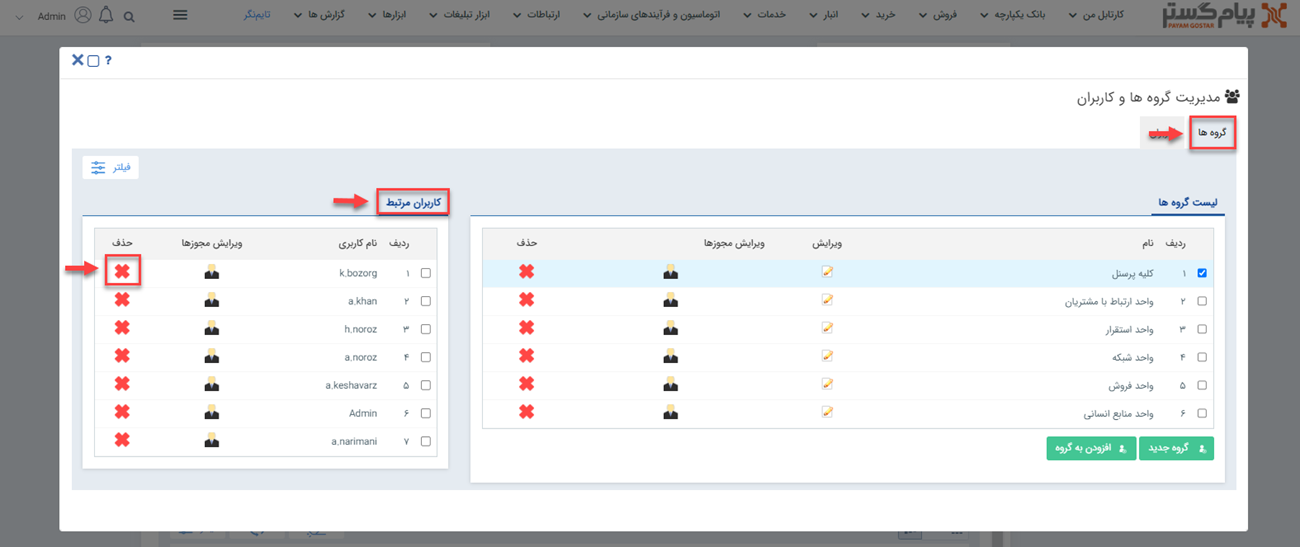 پیام‌گستر
PAYAM GOSTAR
کارتابل من
بانک یکپارچه
فروش
خرید
انبار
خدمات
اتوماسیون و فرآیندهای سازمانی
ارتباطات
ابزار تبلیغات
ابزارها
گزارش ها
تایم‌نگر
Admin
?
مدیریت گروه ها و کاربران
گروه ها
فیلتر
لیست گروه ها
ردیف نام ویرایش ویرایش مجوزها حذف
۱ کلیه پرسنل
۲ واحد ارتباط با مشتریان
۳ واحد استقرار
۴ واحد شبکه
۵ واحد فروش
۶ واحد منابع انسانی
گروه جدید
افزودن به گروه
کاربران مرتبط
ردیف نام کاربری ویرایش مجوزها حذف
۱ k.bozorg
۲ a.khan
۳ h.noroz
۴ a.noroz
۵ a.keshavarz
۶ Admin
۷ a.narimani